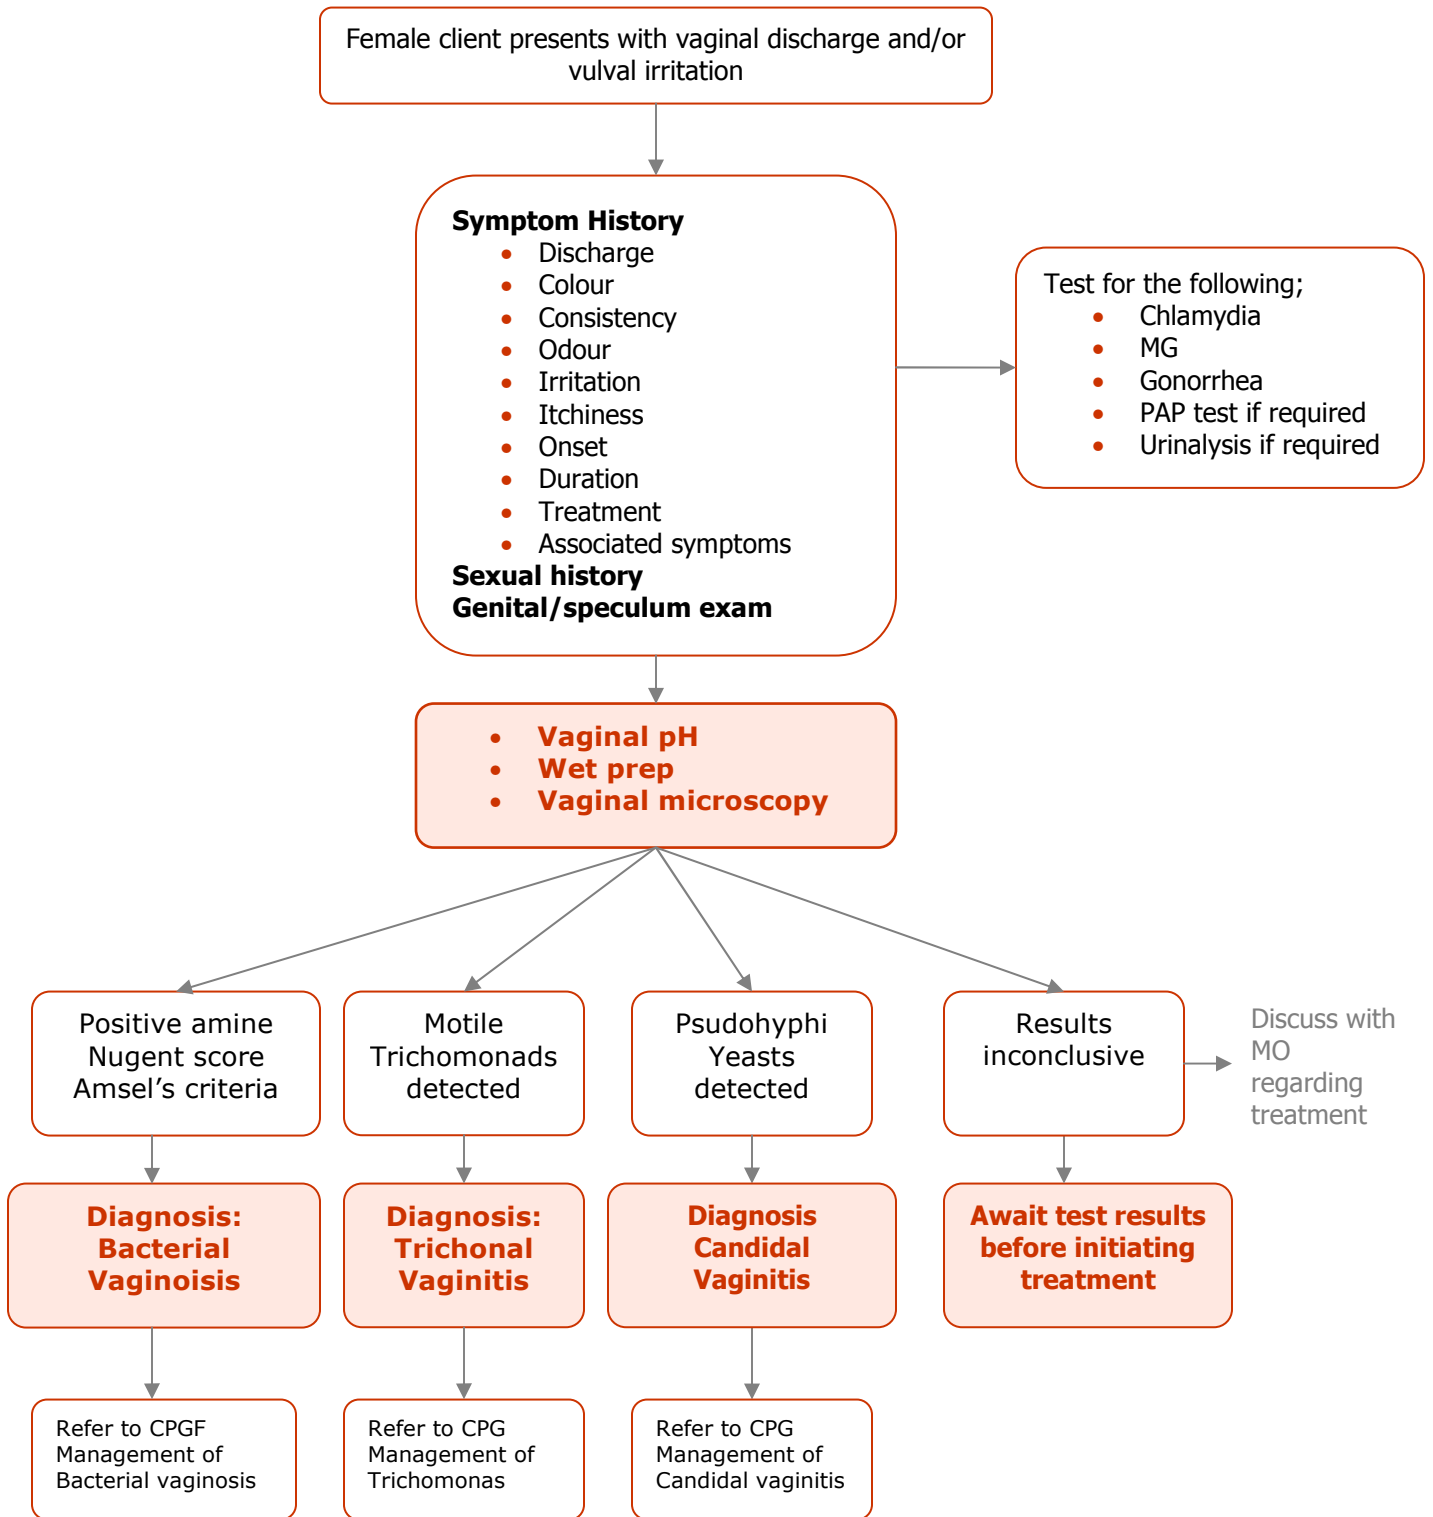 Female client presents with vaginal discharge and/or
vulval irritation
Symptom History
• Discharge
• Colour
• Consistency
• Odour
• Irritation
• Itchiness
• Onset
• Duration
• Treatment
• Associated symptoms
Sexual history
Genital/speculum exam
Test for the following;
• Chlamydia
• MG
• Gonorrhea
• PAP test if required
• Urinalysis if required
• Vaginal pH
• Wet prep
• Vaginal microscopy
Positive amine
Nugent score
Amsel’s criteria
Motile
Trichomonads
detected
Psudohyphi
Yeasts
detected
Results
inconclusive
Discuss with
MO
regarding
treatment
Diagnosis:
Bacterial
Vaginoisis
Diagnosis:
Trichonal
Vaginitis
Diagnosis
Candidal
Vaginitis
Await test results
before initiating
treatment
Refer to CPGF
Management of
Bacterial vaginosis
Refer to CPG
Management of
Trichomonas
Refer to CPG
Management of
Candidal vaginitis